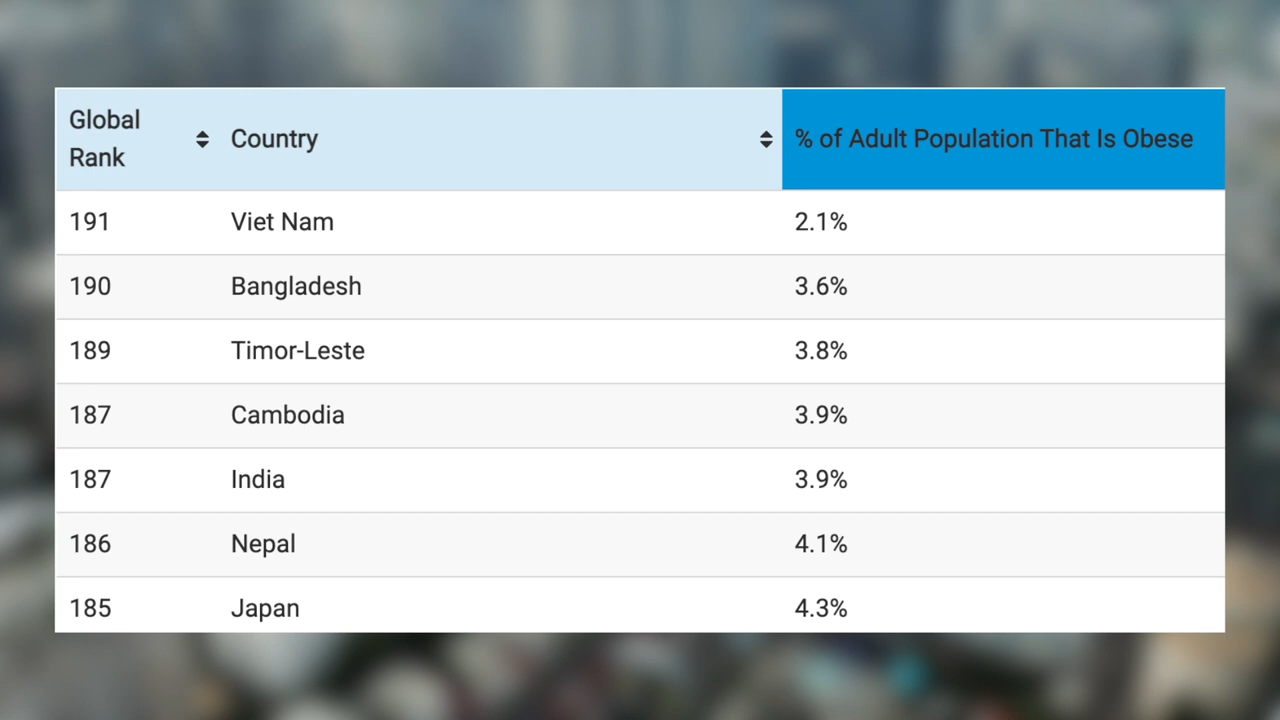 Global Rank Country % of Adult Population That Is Obese
191 Viet Nam 2.1%
190 Bangladesh 3.6%
189 Timor-Leste 3.8%
187 Cambodia 3.9%
187 India 3.9%
186 Nepal 4.1%
185 Japan 4.3%